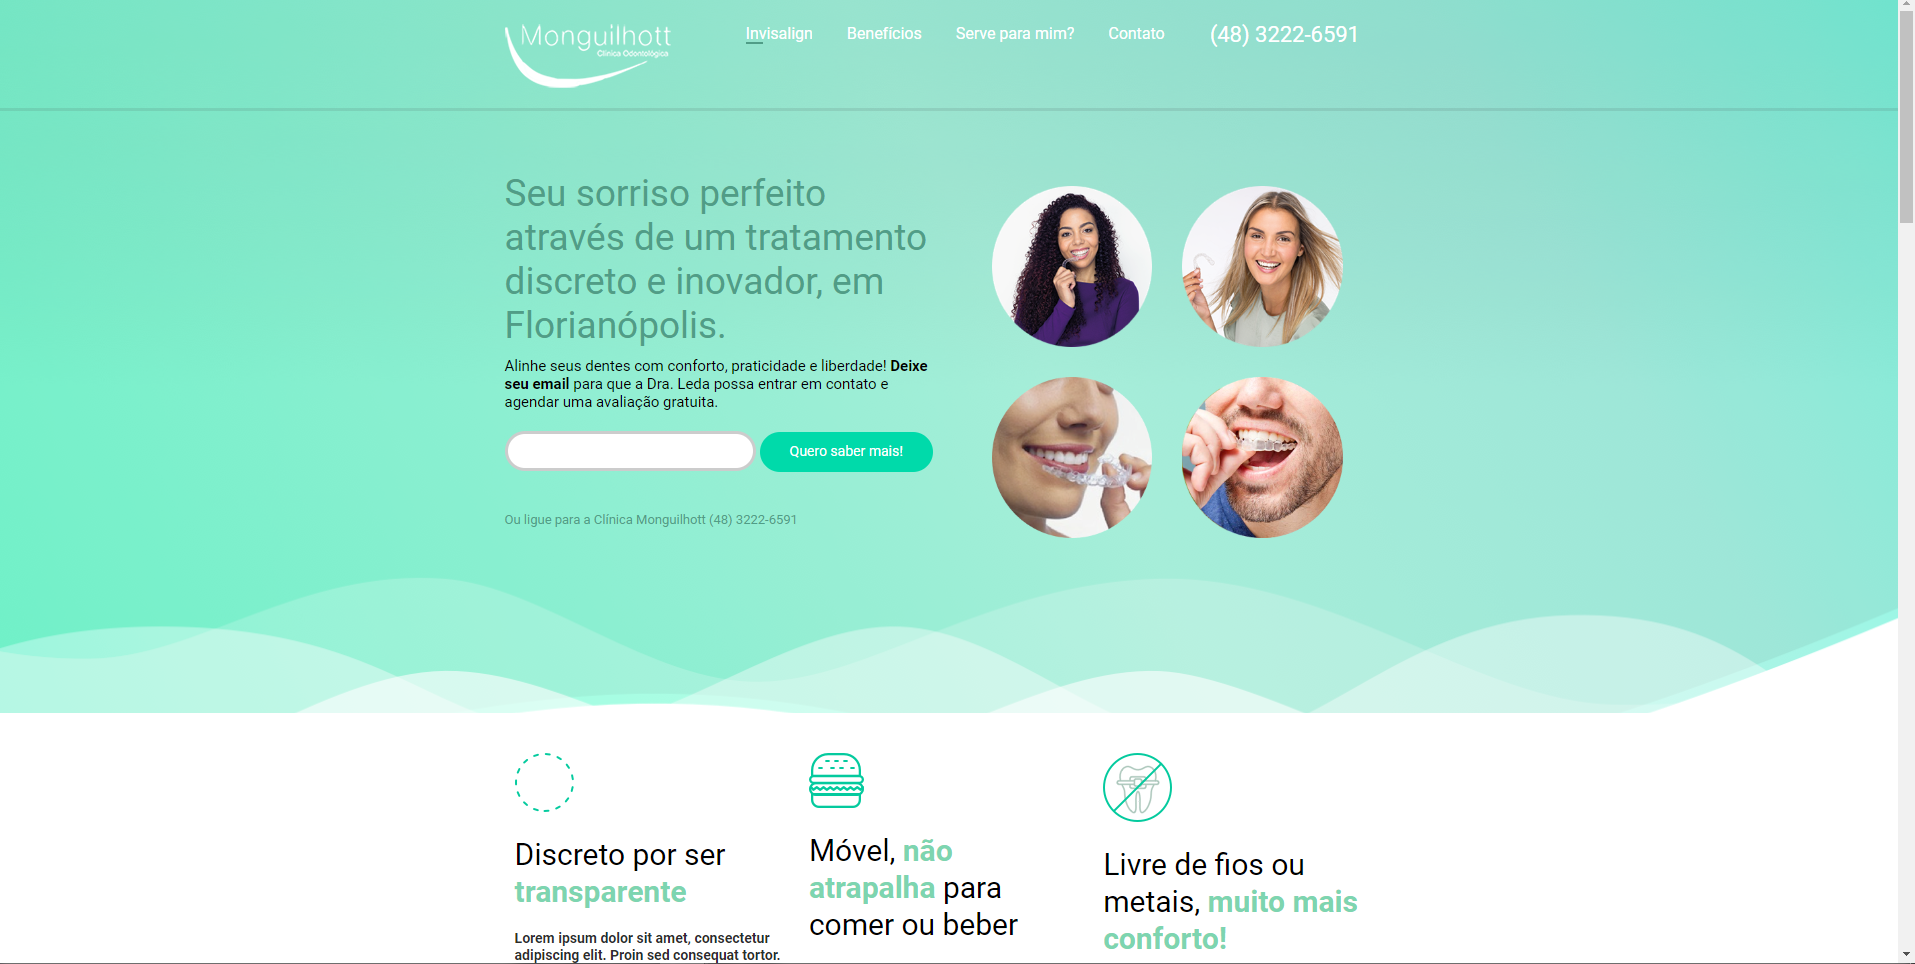 Monguilhott
Clínica Odontológica
Invisalign
Benefícios
Serve para mim?
Contato
(48) 3222-6591
Seu sorriso perfeito
através de um tratamento
discreto e inovador, em
Florianópolis.
Alinhe seus dentes com conforto, praticidade e liberdade! Deixe
seu email para que a Dra. Leda possa entrar em contato e
agendar uma avaliação gratuita.
Quero saber mais!
Ou ligue para a Clínica Monguilhott (48) 3222-6591
Discreto por ser
transparente
Lorem ipsum dolor sit amet, consectetur
adipiscing elit. Proin sed consequat tortor.
Móvel, não
atrapalha para
comer ou beber
Livre de fios ou
metais, muito mais
conforto!